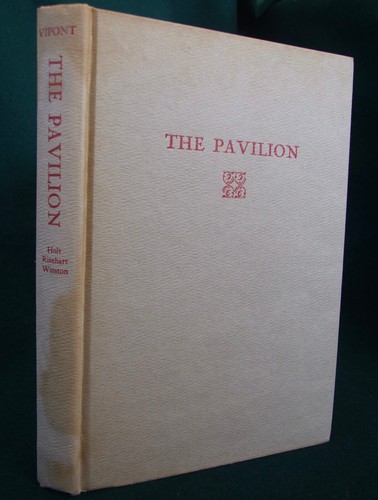 VIPONT
THE PAVILION
Holt
Rinehart
Winston
THE PAVILION